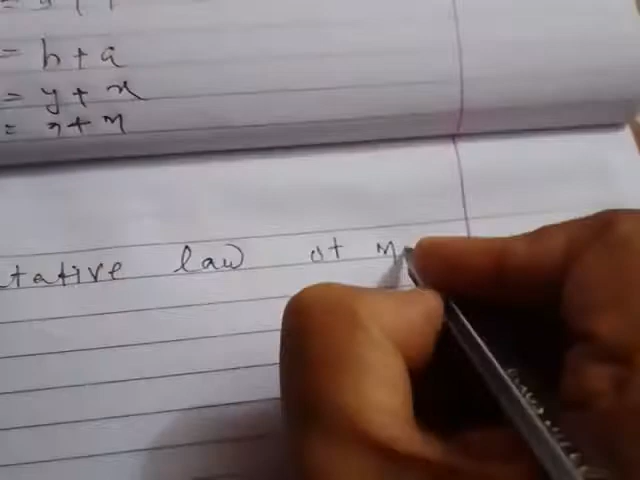 = b + a
= y + x
= n + m
tative law of m